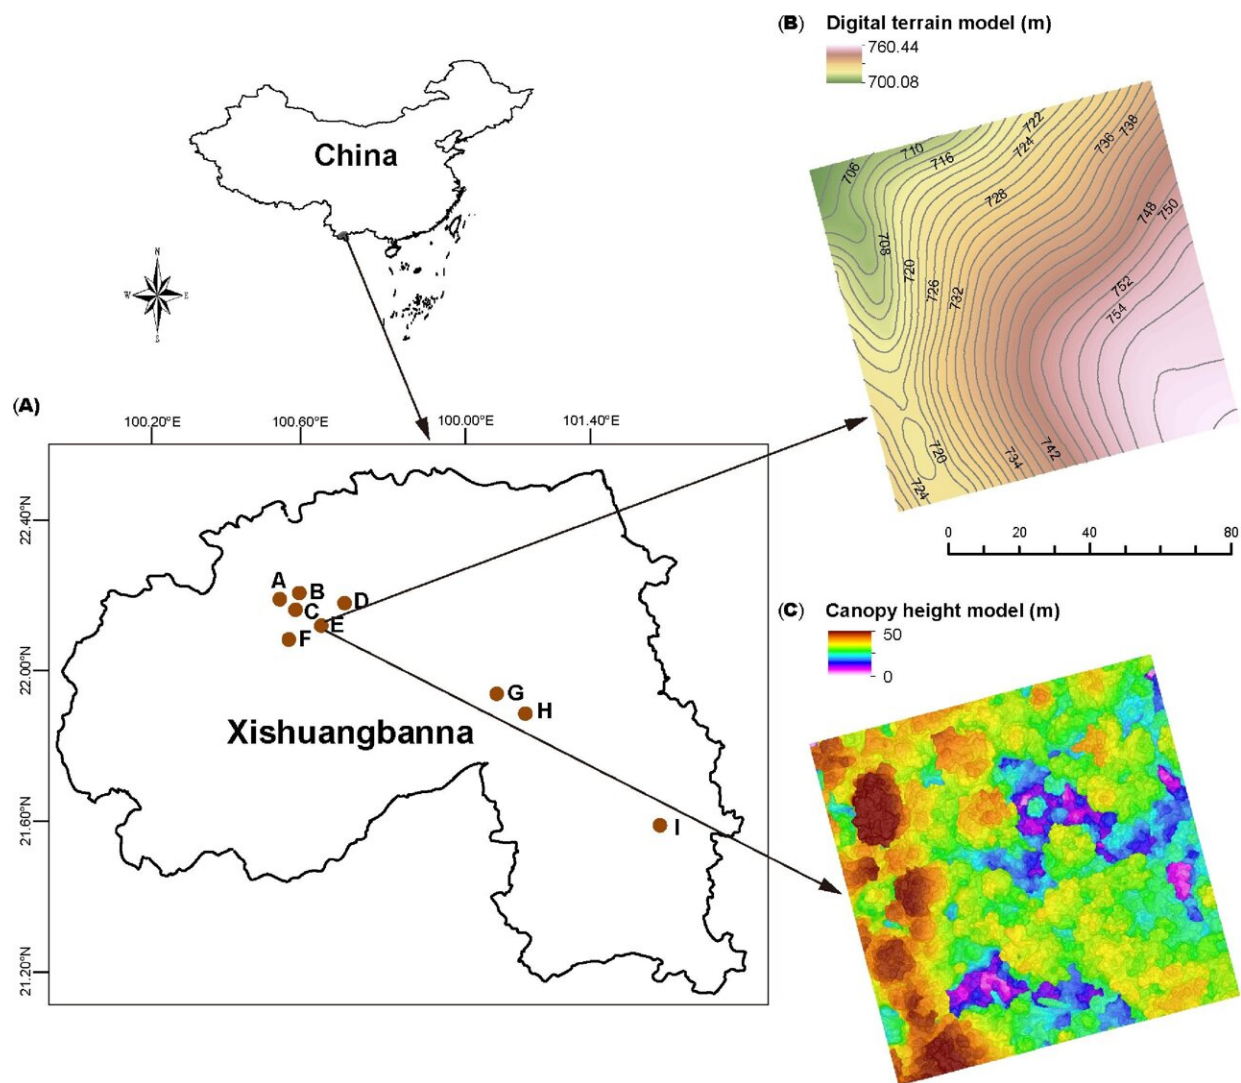 (B) Digital terrain model (m)
760.44
700.08
China
N
W E
S
722
724
738
736
710
716
706
728
748
750
708
720
726
732
752
754
742
734
720
724
(A)
100.20°E 100.60°E 100.00°E 101.40°E
22.40°N
22.00°N
21.60°N
21.20°N
0 20 40 60 80
A
B
C
D
E
F
G
H
I
Xishuangbanna
(C) Canopy height model (m)
50
0